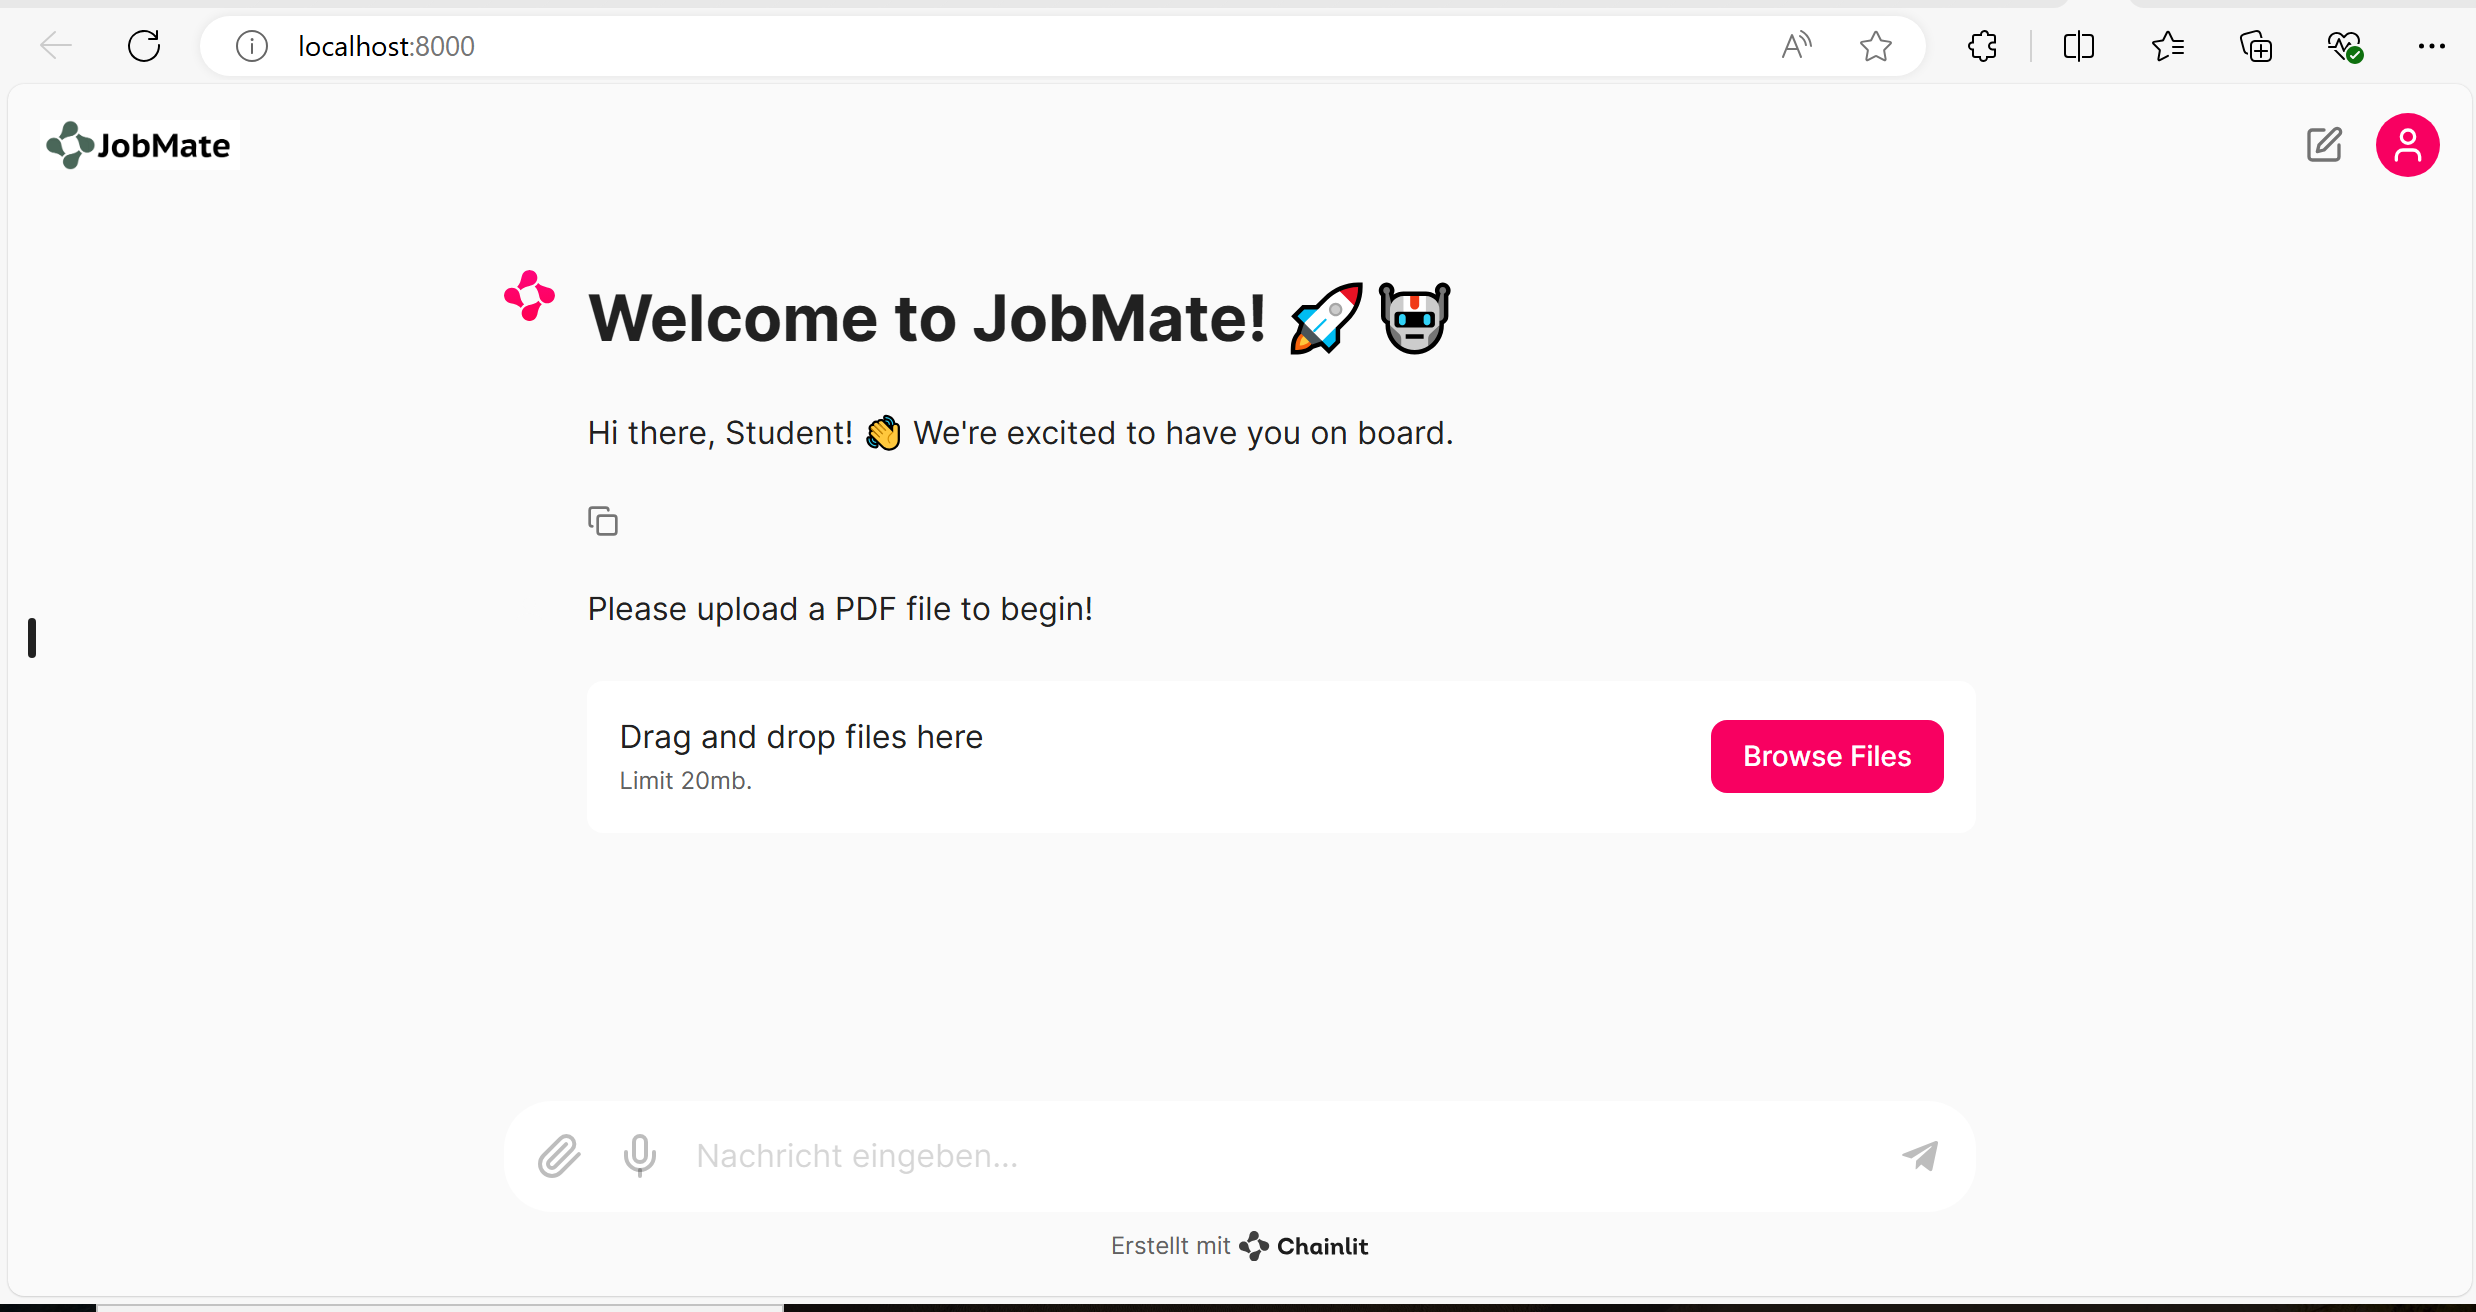 localhost:8000
JobMate
Welcome to JobMate! 🚀🤖
Hi there, Student! 👋 We're excited to have you on board.
Please upload a PDF file to begin!
Drag and drop files here
Limit 20mb.
Browse Files
Nachricht eingeben...
Erstellt mit Chainlit